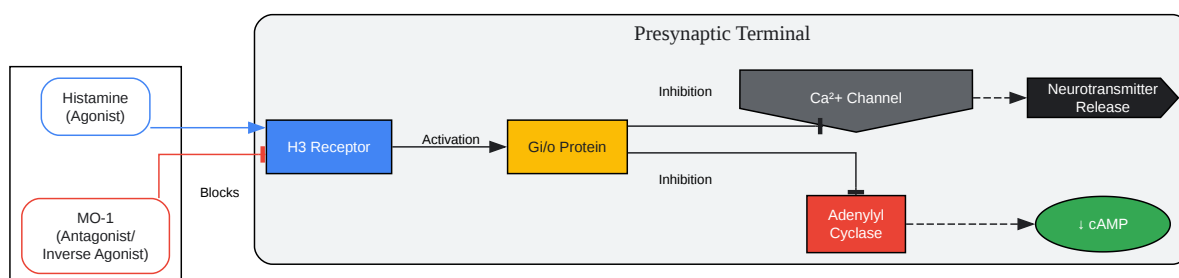 Presynaptic Terminal
Histamine
(Agonist)
MO-1
(Antagonist/
Inverse Agonist)
Blocks
H3 Receptor
Activation
Gi/o Protein
Inhibition
Inhibition
Ca²+ Channel
Adenylyl
Cyclase
Neurotransmitter
Release
↓ cAMP